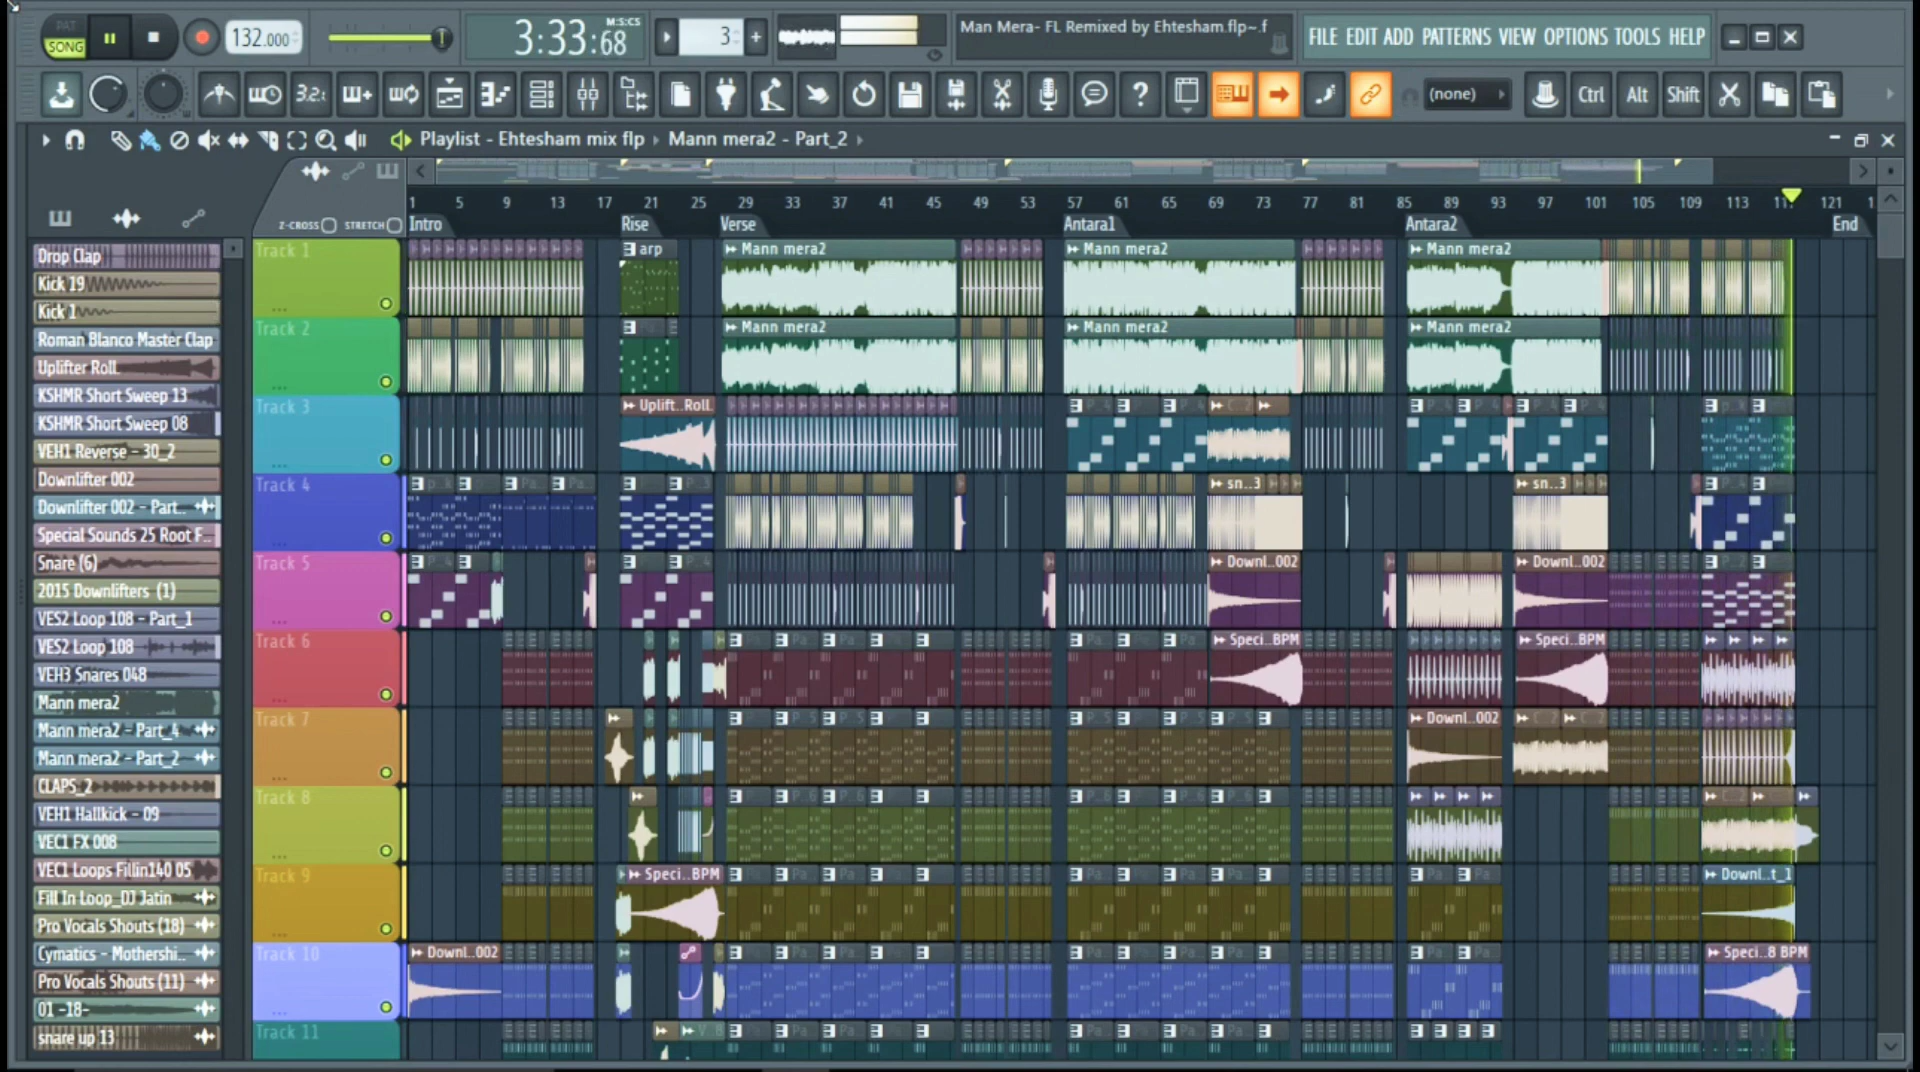 PAT
SONG
132.000
3:33:68
M:S:CS
3
Man Mera- FL Remixed by Ehtesham.flp~.f
FILE EDIT ADD PATTERNS VIEW OPTIONS TOOLS HELP
3.2:
(none)
Ctrl
Alt
Shift
Playlist - Ehtesham mix flp › Mann mera2 - Part_2 ›
Z-CROSS STRETCH
1 5 9 13 17 21 25 29 33 37 41 45 49 53 57 61 65 69 73 77 81 85 89 93 97 101 105 109 113 121
Intro Rise Verse Antara1 Antara2 End
Drop Clap
Kick 19
Kick 1
Roman Blanco Master Clap
Uplifter Roll.
KSHMR Short Sweep 13
KSHMR Short Sweep 08
VEH1 Reverse - 30_2
Downlifter 002
Downlifter 002 - Part..
Special Sounds 25 Root F..
Snare (6)
2015 Downlifters (1)
VES2 Loop 108 - Part_1
VES2 Loop 108
VEH3 Snares 048
Mann mera2
Mann mera2 - Part_4
Mann mera2 - Part_2
CLAPS_2
VEH1 Hallkick - 09
VEC1 FX 008
VEC1 Loops Fillin140 05
Fill In Loop_DJ Jatin
Pro Vocals Shouts (18)
Cymatics - Mothershi..
Pro Vocals Shouts (11)
01 -18-
snare up 13
Track 1
arp Mann mera2 Mann mera2 Mann mera2
Track 2
Mann mera2 Mann mera2 Mann mera2
Track 3
Uplift..Roll.
Track 4
sn..3 sn..3
Track 5
Downl..002 Downl..002
Track 6
Speci..BPM Speci..BPM
Track 7
Downl..002
Track 8
Track 9
Speci..BPM Downl..t_1
Track 10
Downl..002 Speci..8 BPM
Track 11